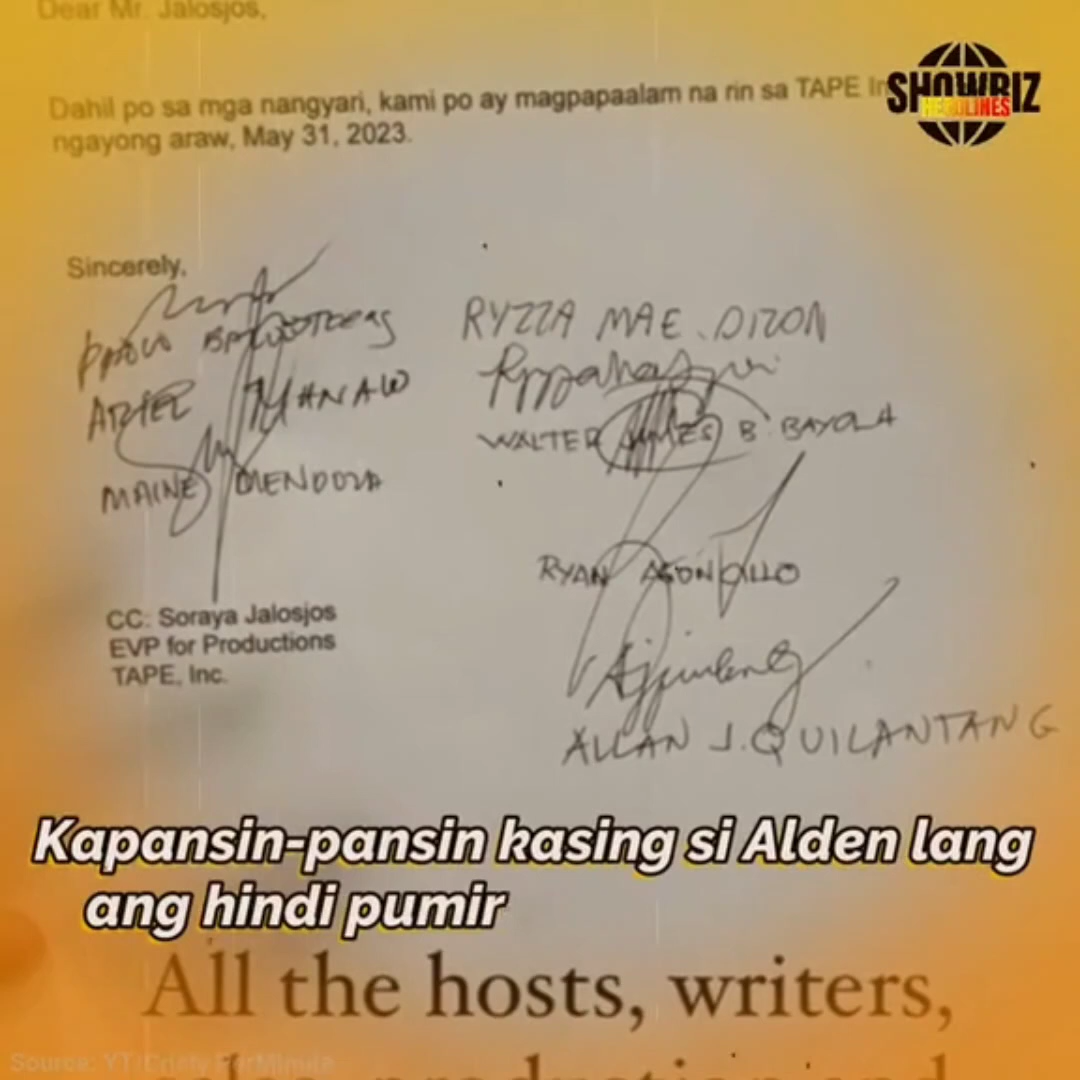 Dear Mr. Jalosjos,
SHOWBIZ
HEADLINES
Dahil po sa mga nangyari, kami po ay magpapaalam na rin sa TAPE
ngayong araw, May 31, 2023.
Sincerely,
PAOLO BALLESTEROS
ARIEL MANAW
MAINE MENDOZA
RYZZA MAE DIZON
WALTER JAMES B. BAYOLA
RYAN AGONCILLO
ALLAN J. QUILANTANG
CC: Soraya Jalosjos
EVP for Productions
TAPE, Inc.
Kapansin-pansin kasing si Alden lang
ang hindi pumir
All the hosts, writers,
Source: YT/